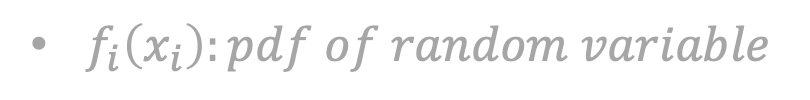 • fᵢ(xᵢ): pdf of random variable